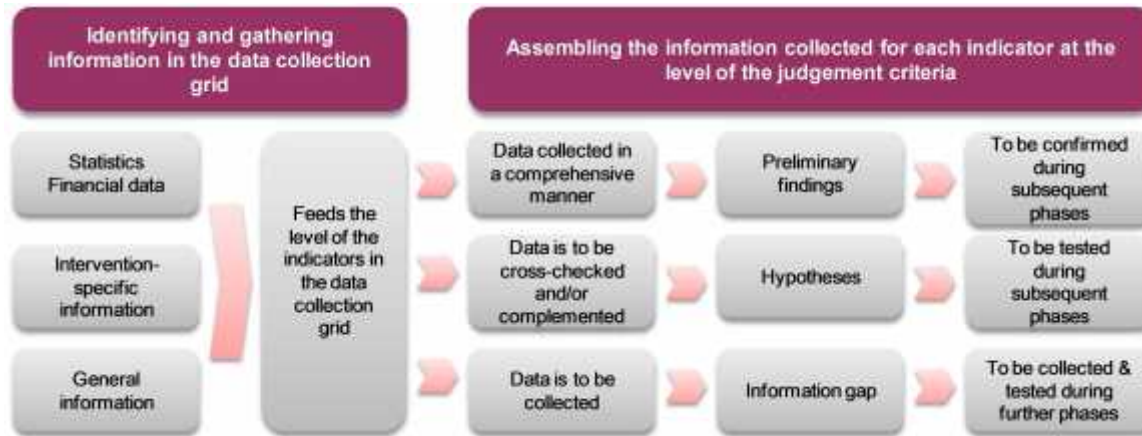 Identifying and gathering
information in the data collection
grid
Assembling the information collected for each indicator at the
level of the judgement criteria
Statistics
Financial data
Intervention-
specific
information
General
information
Feeds the
level of the
indicators in
the data
collection
grid
Data collected in
a comprehensive
manner
Preliminary
findings
To be confirmed
during
subsequent
phases
Data is to be
cross-checked
and/or
complemented
Hypotheses
To be tested
during
subsequent
phases
Data is to be
collected
Information gap
To be collected &
tested during
further phases